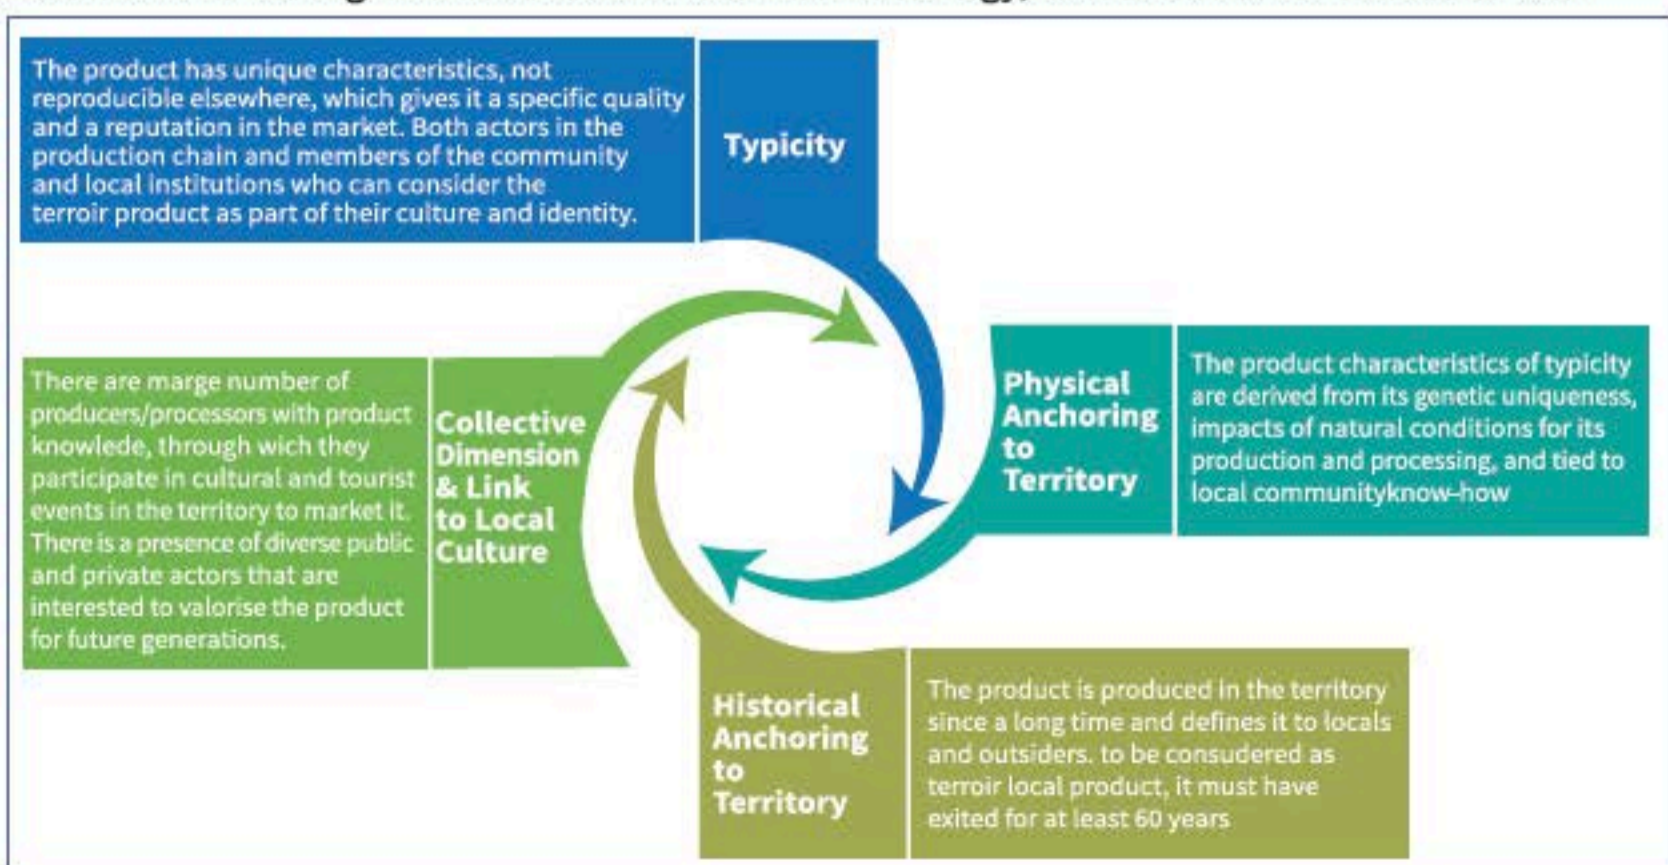 The product has unique characteristics, not
reproducible elsewhere, which gives it a specific quality
and a reputation in the market. Both actors in the
production chain and members of the community
and local institutions who can consider the
terroir product as part of their culture and identity.
Typicity
Physical
Anchoring
to
Territory
The product characteristics of typicity
are derived from its genetic uniqueness,
impacts of natural conditions for its
production and processing, and tied to
local communityknow–how
There are marge number of
producers/processors with product
knowlede, through wich they
participate in cultural and tourist
events in the territory to market it.
There is a presence of diverse public
and private actors that are
interested to valorise the product
for future generations.
Collective
Dimension
& Link
to Local
Culture
Historical
Anchoring
to
Territory
The product is produced in the territory
since a long time and defines it to locals
and outsiders. to be consudered as
terroir local product, it must have
exited for at least 60 years